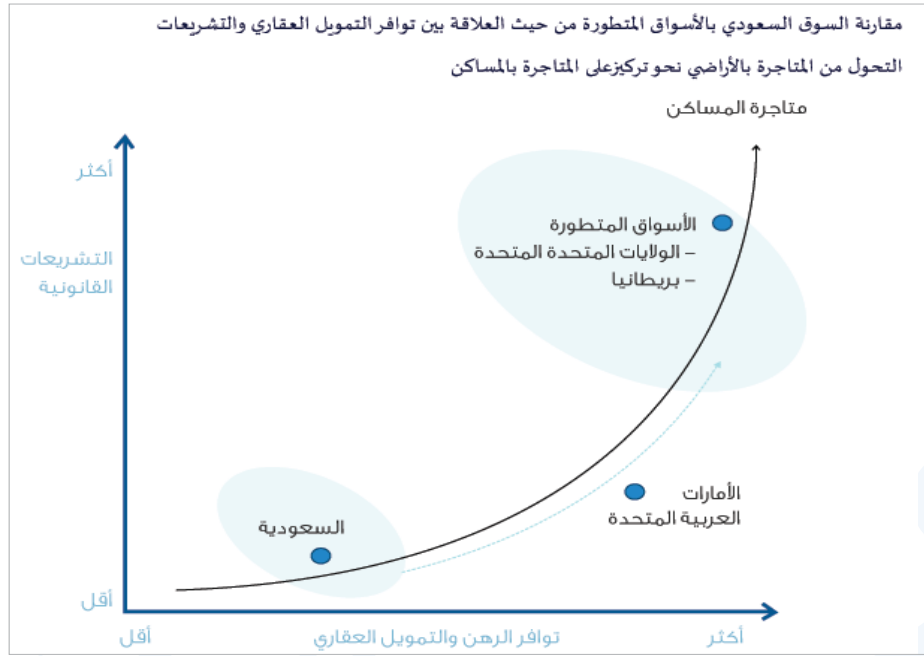 مقارنة السوق السعودي بالأسواق المتطورة من حيث العلاقة بين توافر التمويل العقاري والتشريعات
التحول من المتاجرة بالأراضي نحو تركيزعلى المتاجرة بالمساكن
متاجرة المساكن
أكثر
التشريعات
القانونية
الأسواق المتطورة
– الولايات المتحدة المتحدة
– بريطانيا
الأمارات
العربية المتحدة
السعودية
أقل
أقل
توافر الرهن والتمويل العقاري
أكثر